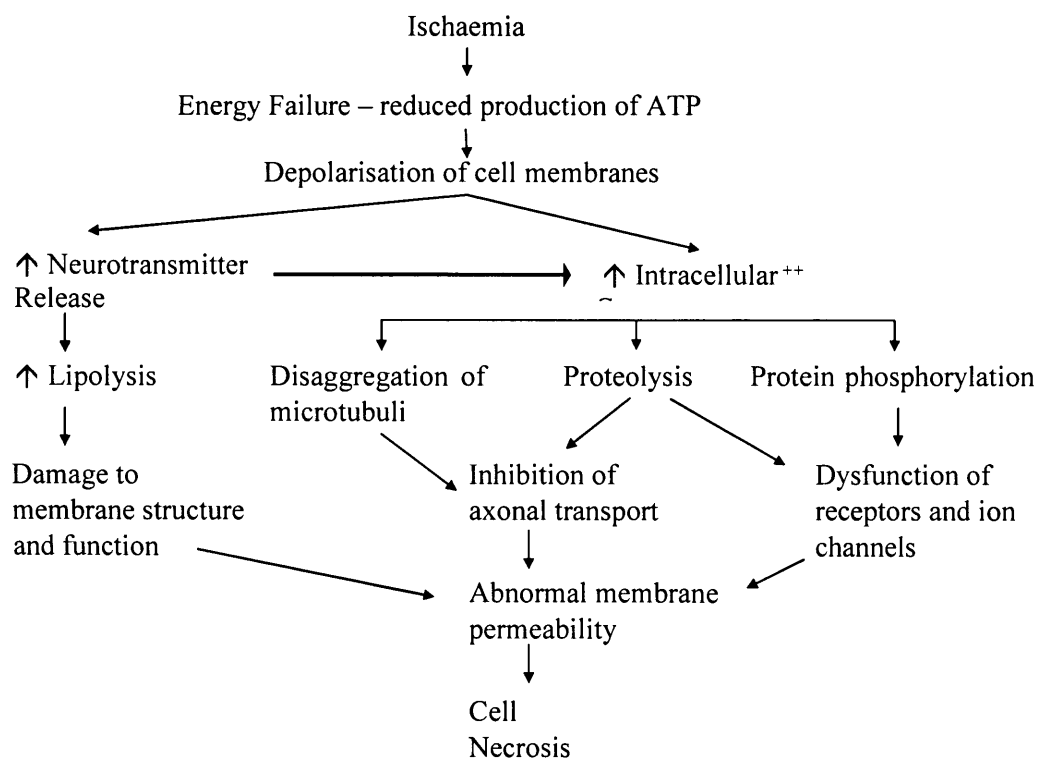 Ischaemia
Energy Failure – reduced production of ATP
Depolarisation of cell membranes
↑ Neurotransmitter
Release
↑ Intracellular ++
↑ Lipolysis
Disaggregation of
microtubuli
Proteolysis
Protein phosphorylation
Damage to
membrane structure
and function
Inhibition of
axonal transport
Dysfunction of
receptors and ion
channels
Abnormal membrane
permeability
Cell
Necrosis